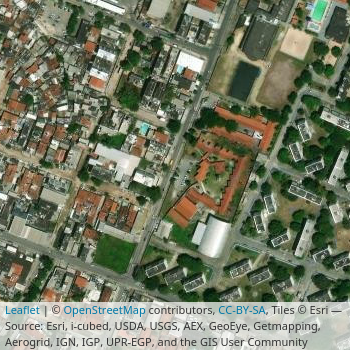 Leaflet | © OpenStreetMap contributors, CC-BY-SA, Tiles © Esri —
Source: Esri, i-cubed, USDA, USGS, AEX, GeoEye, Getmapping,
Aerogrid, IGN, IGP, UPR-EGP, and the GIS User Community